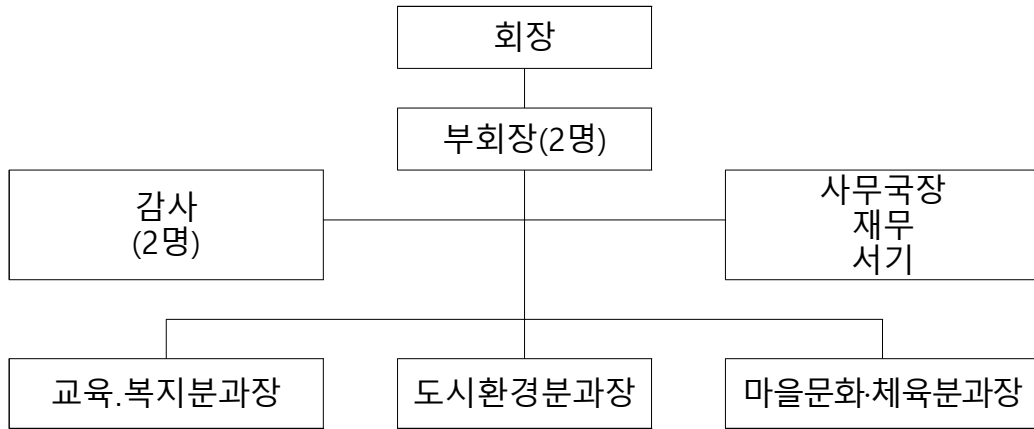 회장
부회장(2명)
감사
(2명)
사무국장
재무
서기
교육.복지분과장
도시환경분과장
마을문화·체육분과장